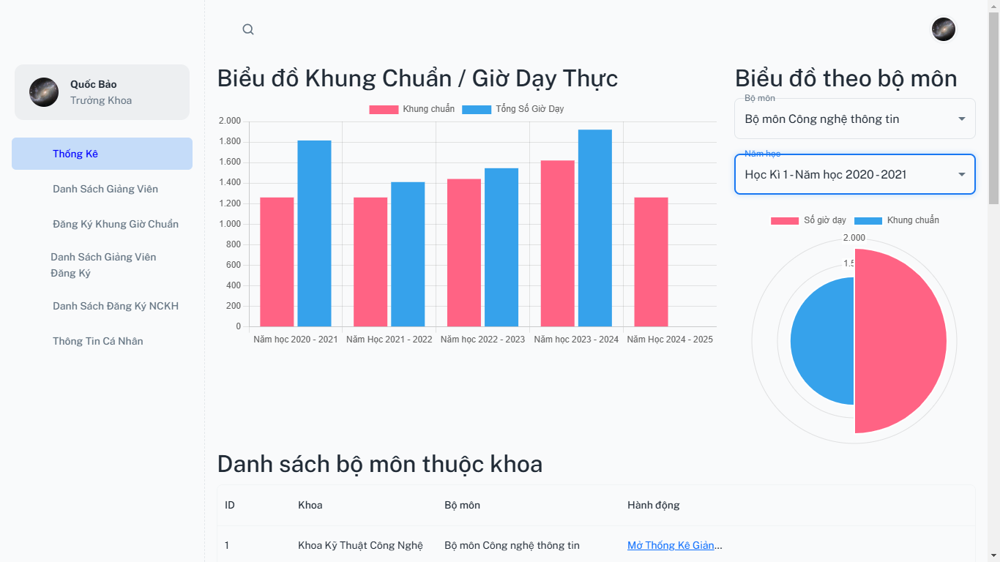 Quốc Bảo
Trưởng Khoa
Thống Kê
Danh Sách Giảng Viên
Đăng Ký Khung Giờ Chuẩn
Danh Sách Giảng Viên
Đăng Ký
Danh Sách Đăng Ký NCKH
Thông Tin Cá Nhân
Biểu đồ Khung Chuẩn / Giờ Dạy Thực
Khung chuẩn Tổng Số Giờ Dạy
2.000
1.800
1.600
1.400
1.200
1.000
800
600
400
200
0
Năm học 2020 - 2021 Năm Học 2021 - 2022 Năm học 2022 - 2023 Năm học 2023 - 2024 Năm Học 2024 - 2025
Biểu đồ theo bộ môn
Bộ môn
Bộ môn Công nghệ thông tin
Năm học
Học Kì 1 - Năm học 2020 - 2021
Số giờ dạy Khung chuẩn
2.000
Danh sách bộ môn thuộc khoa
ID Khoa Bộ môn Hành động
1 Khoa Kỹ Thuật Công Nghệ Bộ môn Công nghệ thông tin Mở Thống Kê Giản...